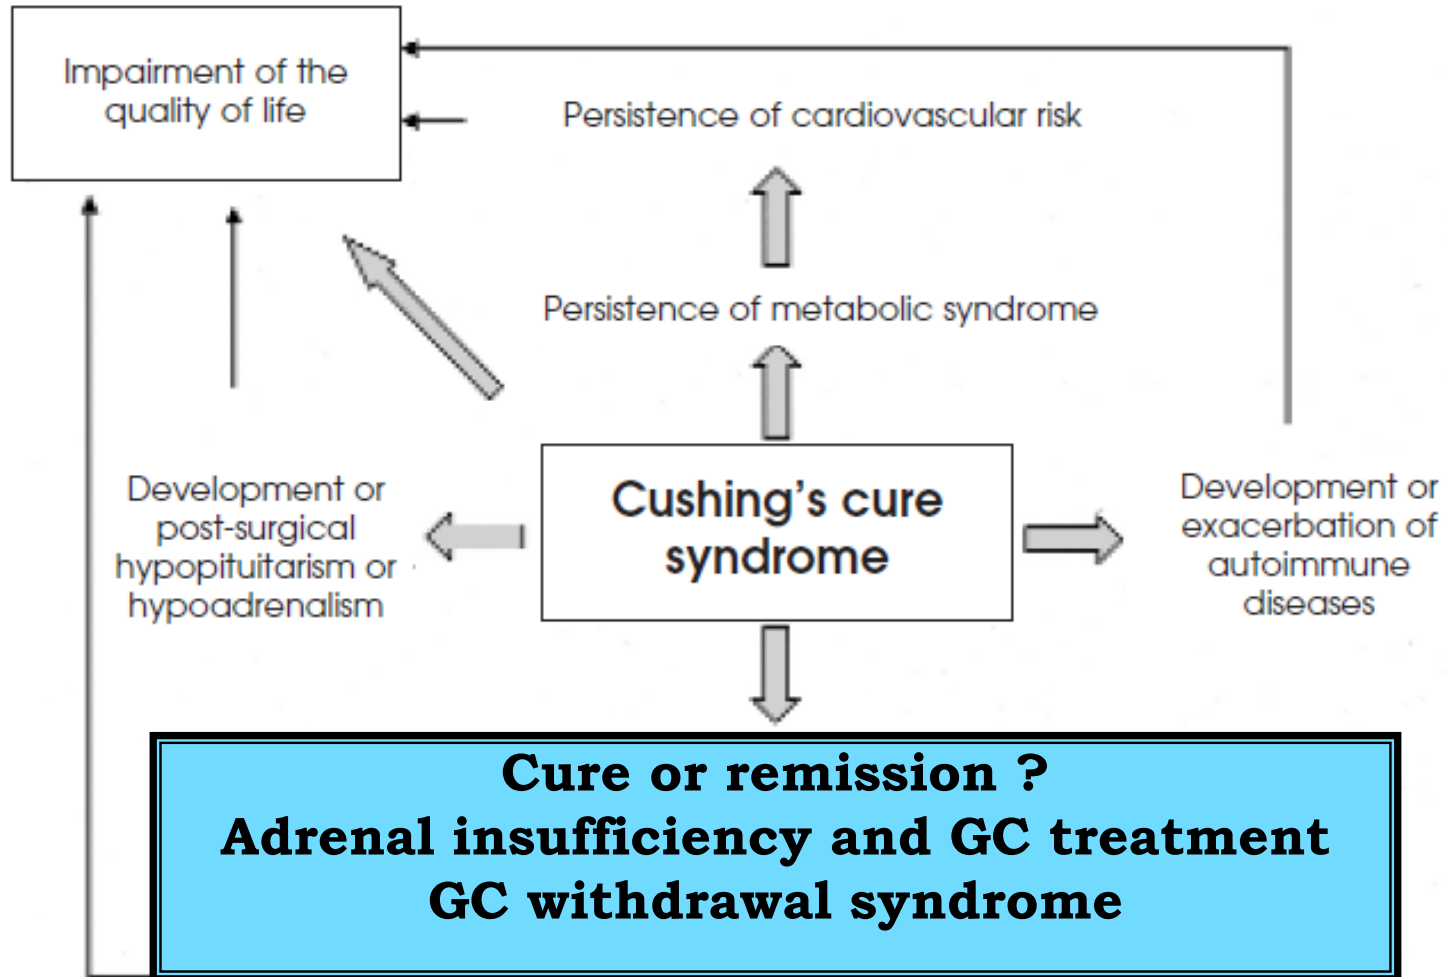 Impairment of the
quality of life
Persistence of cardiovascular risk
Persistence of metabolic syndrome
Development or
post-surgical
hypopituitarism or
hypoadrenalism
Cushing's cure
syndrome
Development or
exacerbation of
autoimmune
diseases
Cure or remission ?
Adrenal insufficiency and GC treatment
GC withdrawal syndrome